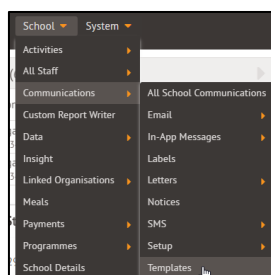 School System
Activities
All Staff
Communications
Custom Report Writer
Data
Insight
Linked Organisations
Meals
Payments
Programmes
School Details
All School Communications
Email
In-App Messages
Labels
Letters
Notices
SMS
Setup
Templates